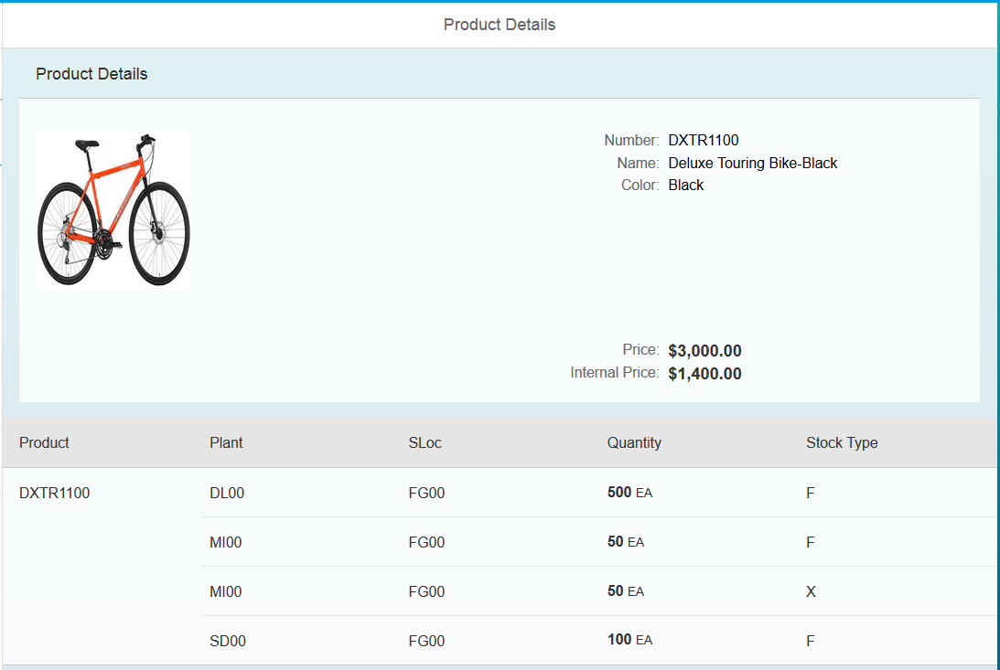 Product Details
Product Details
Number: DXTR1100
Name: Deluxe Touring Bike-Black
Color: Black
Price: $3,000.00
Internal Price: $1,400.00
Product Plant SLoc Quantity Stock Type
DXTR1100 DL00 FG00 500 EA F
MI00 FG00 50 EA F
MI00 FG00 50 EA X
SD00 FG00 100 EA F